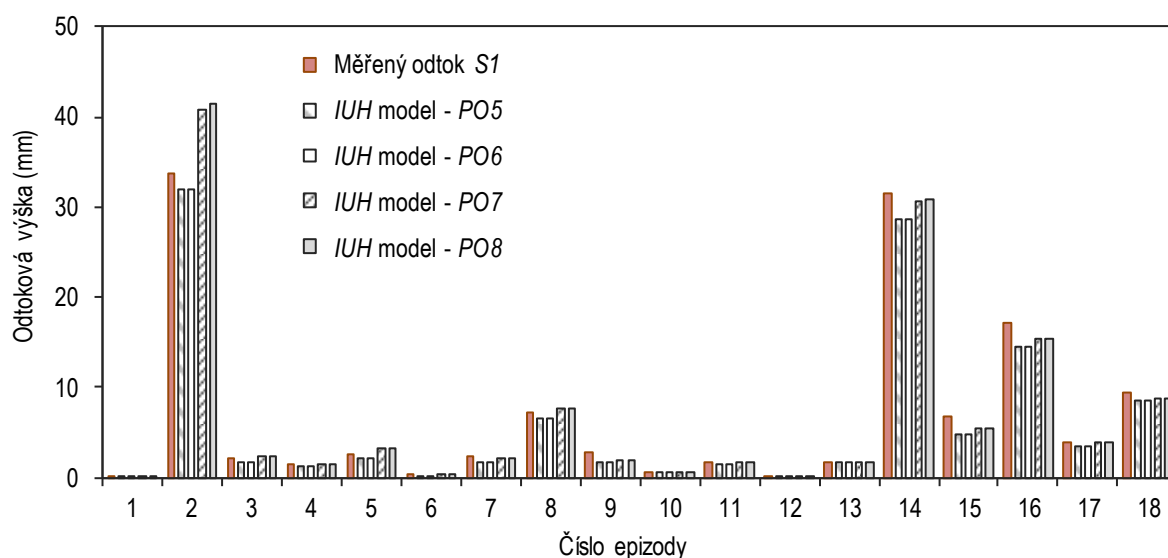 50
40
30
20
10
0
Odtoková výška (mm)
Měřený odtok S1
IUH model - PO5
IUH model - PO6
IUH model - PO7
IUH model - PO8
1 2 3 4 5 6 7 8 9 10 11 12 13 14 15 16 17 18
Číslo epizody